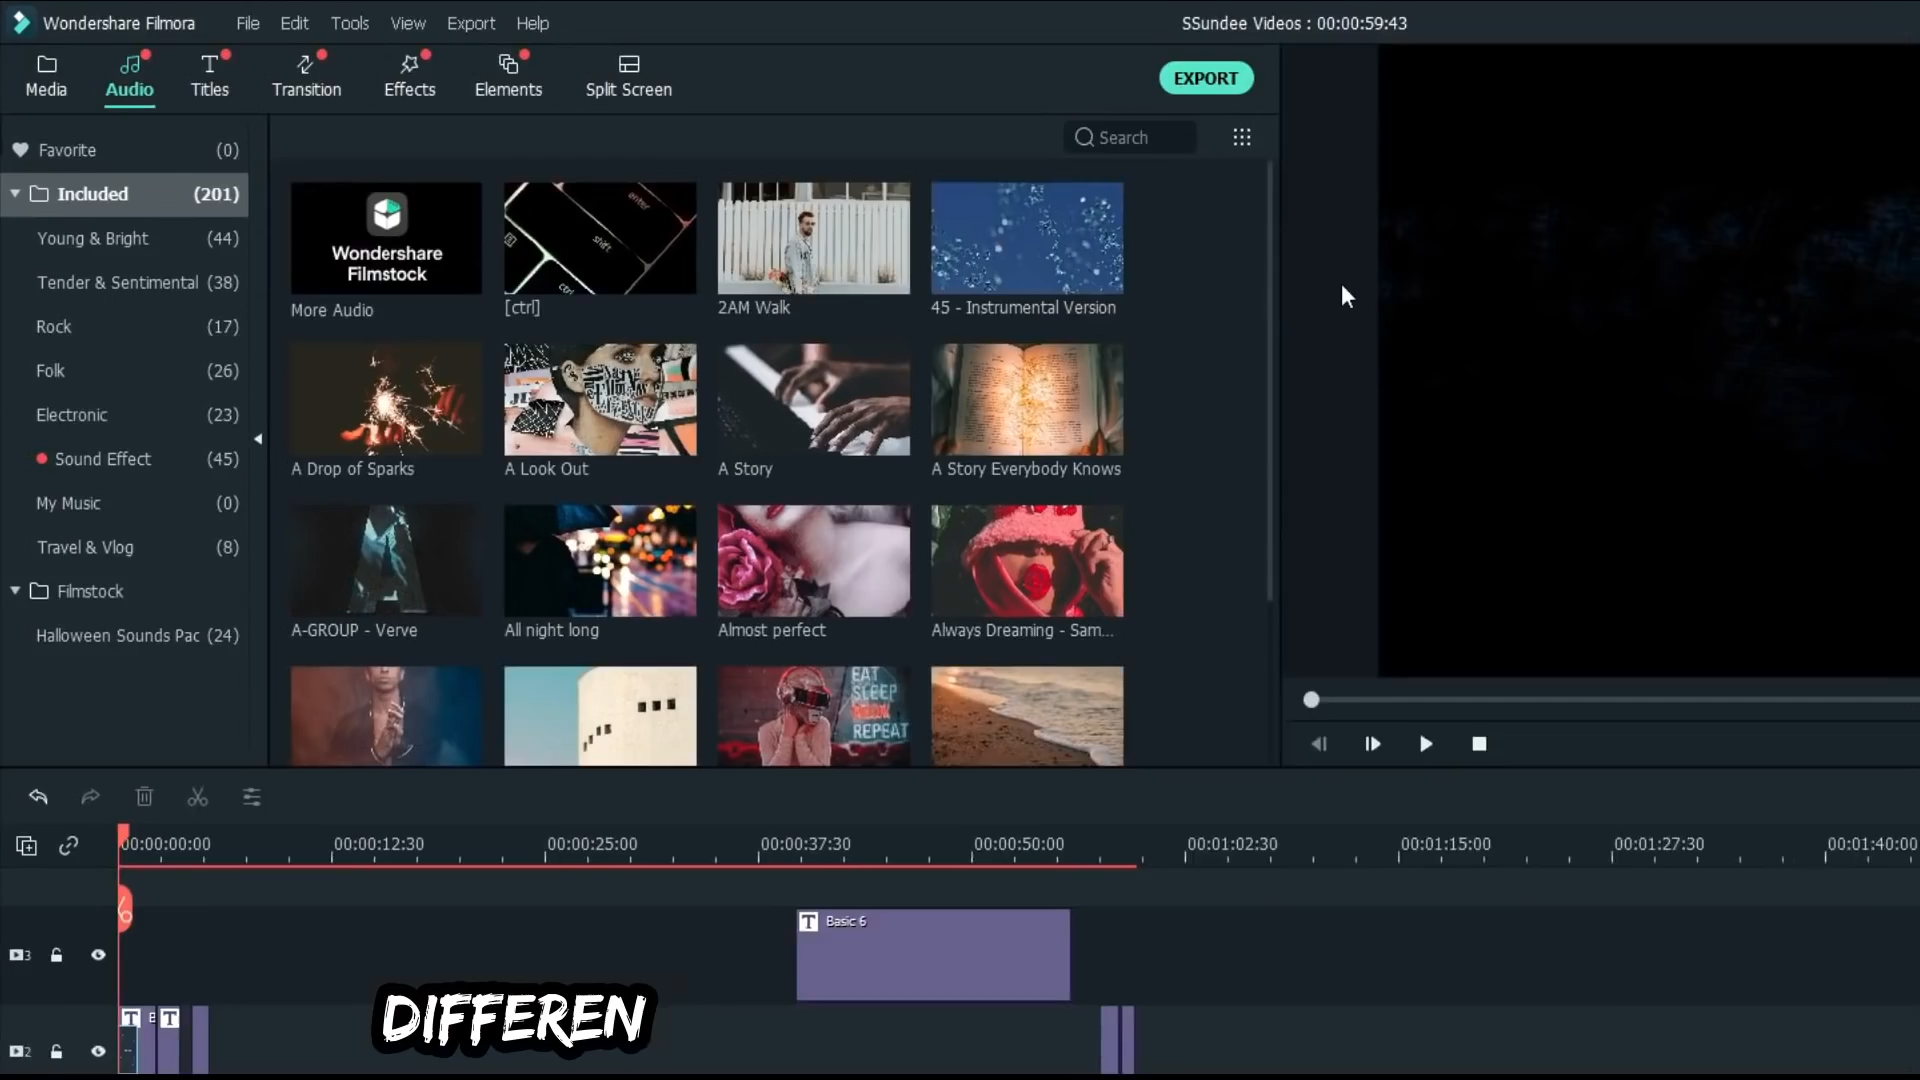 Wondershare Filmora
File
Edit
Tools
View
Export
Help
SSundee Videos : 00:00:59:43
Media
Audio
Titles
Transition
Effects
Elements
Split Screen
EXPORT
Search
Favorite (0)
Included (201)
Young & Bright (44)
Tender & Sentimental (38)
Rock (17)
Folk (26)
Electronic (23)
Sound Effect (45)
My Music (0)
Travel & Vlog (8)
Filmstock
Halloween Sounds Pac (24)
Wondershare
Filmstock
More Audio
enter
shift
ctrl
[ctrl]
2AM Walk
45 - Instrumental Version
A Drop of Sparks
A Look Out
A Story
A Story Everybody Knows
A-GROUP - Verve
All night long
Almost perfect
Always Dreaming - Sam...
EAT
SLEEP
REPEAT
00:00:00:00
00:00:12:30
00:00:25:00
00:00:37:30
00:00:50:00
00:01:02:30
00:01:15:00
00:01:27:30
00:01:40:00
3
T Basic 6
2
T
T
DIFFEREN